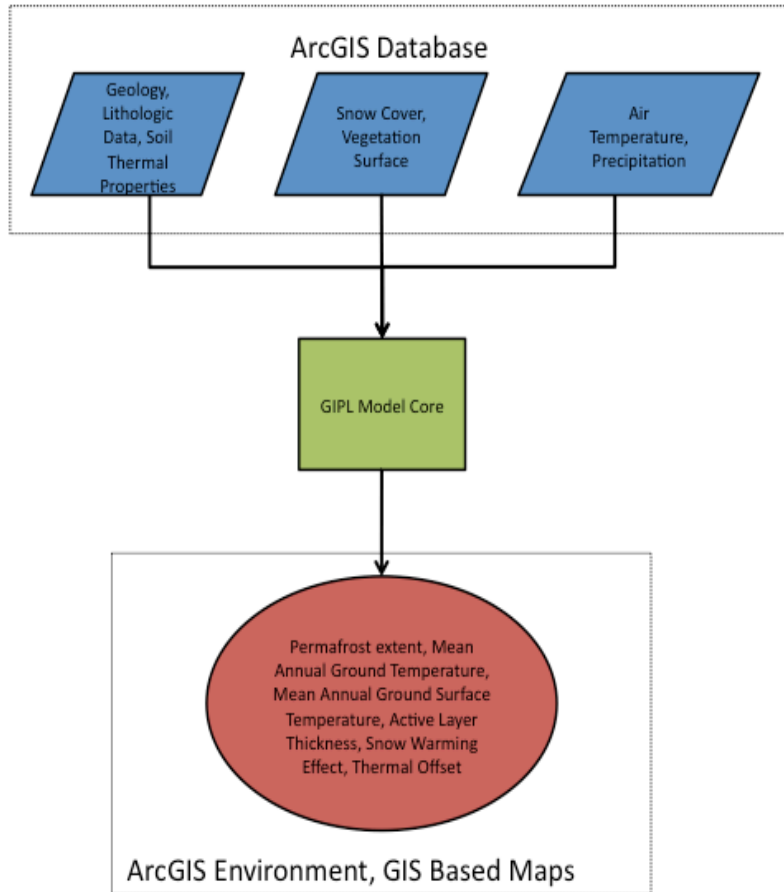 ArcGIS Database
Geology,
Lithologic
Data, Soil
Thermal
Properties
Snow Cover,
Vegetation
Surface
Air
Temperature,
Precipitation
GIPL Model Core
Permafrost extent, Mean
Annual Ground Temperature,
Mean Annual Ground Surface
Temperature, Active Layer
Thickness, Snow Warming
Effect, Thermal Offset
ArcGIS Environment, GIS Based Maps